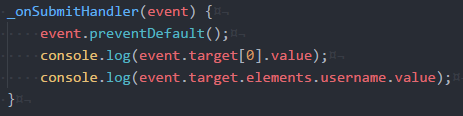 _onSubmitHandler(event) {
event.preventDefault();
console.log(event.target[0].value);
console.log(event.target.elements.username.value);
}